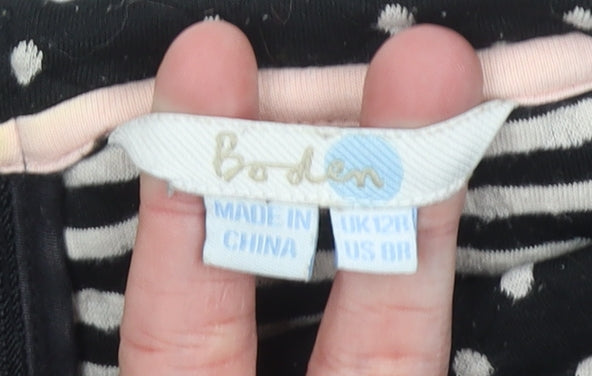 Boden
MADE IN
CHINA
UK12R
US 8R